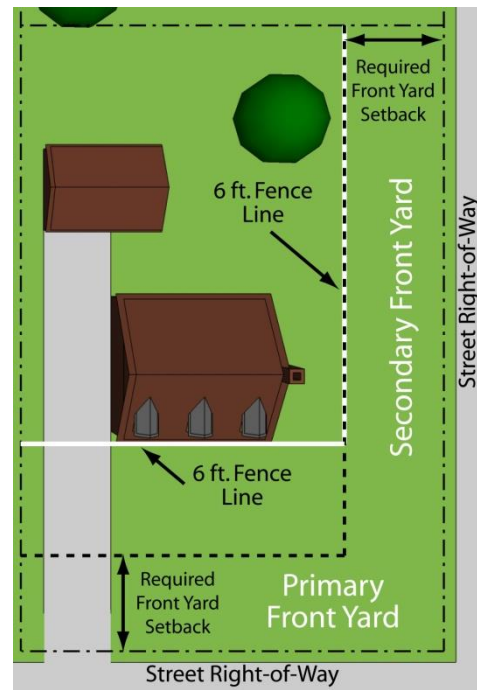 Required
Front Yard
Setback
6 ft. Fence
Line
Secondary Front Yard
Street Right-of-Way
6 ft. Fence
Line
Required
Front Yard
Setback
Primary
Front Yard
Street Right-of-Way